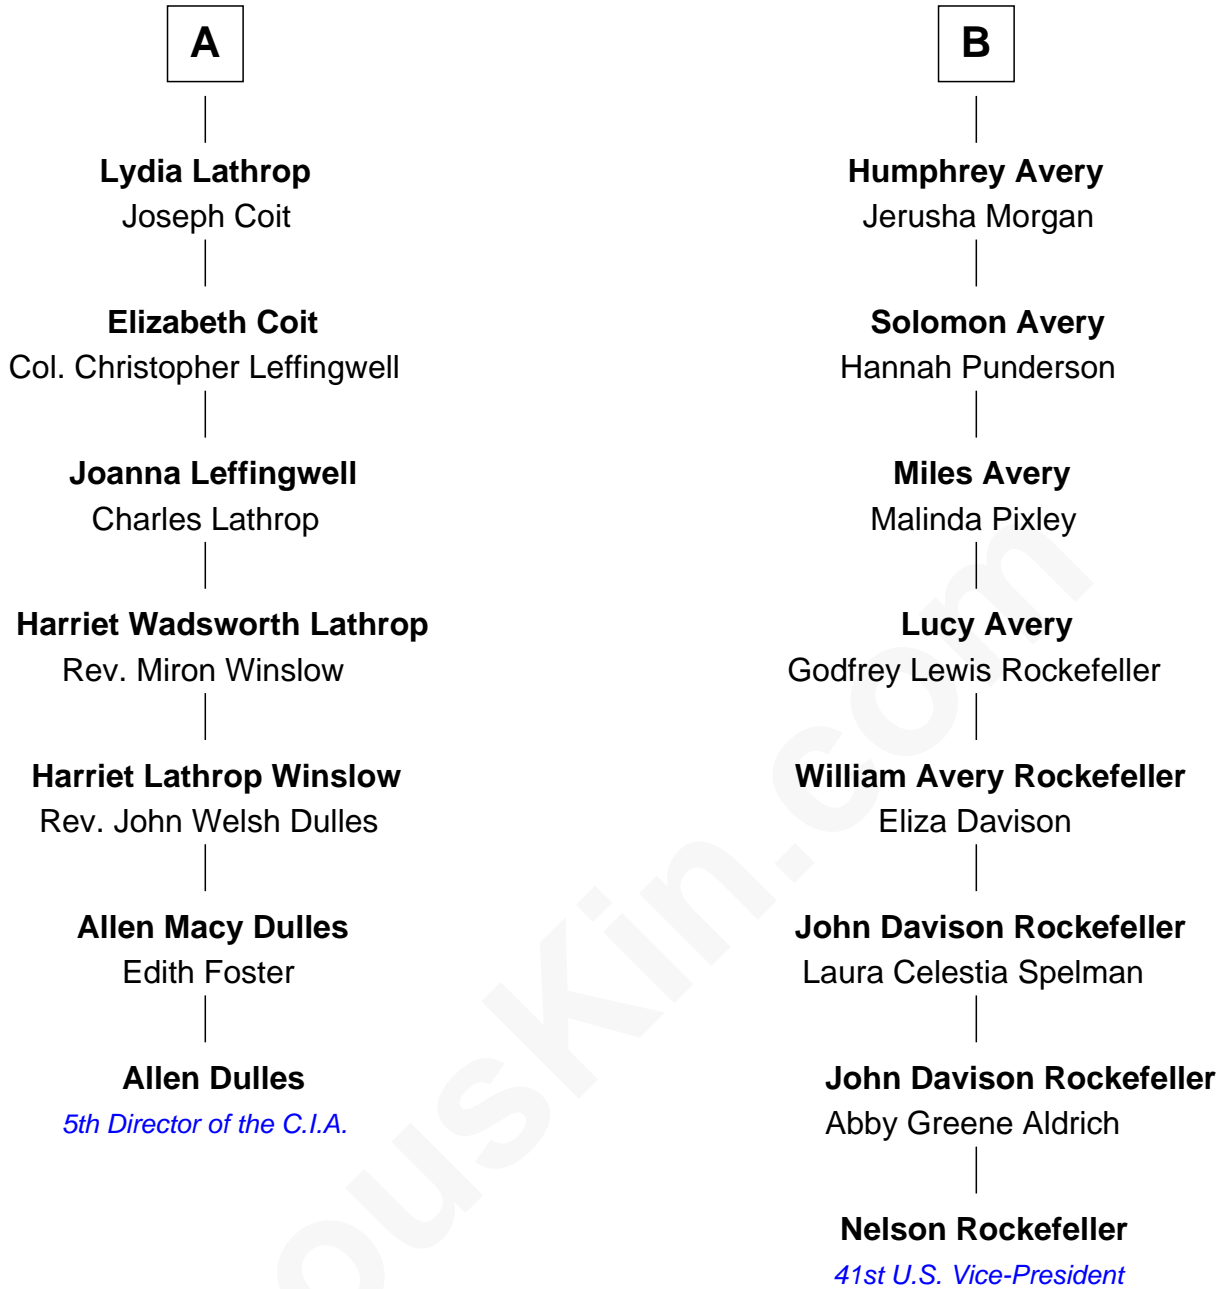 A
Lydia Lathrop
Joseph Coit
Elizabeth Coit
Col. Christopher Leffingwell
Joanna Leffingwell
Charles Lathrop
Harriet Wadsworth Lathrop
Rev. Miron Winslow
Harriet Lathrop Winslow
Rev. John Welsh Dulles
Allen Macy Dulles
Edith Foster
Allen Dulles
5th Director of the C.I.A.
B
Humphrey Avery
Jerusha Morgan
Solomon Avery
Hannah Punderson
Miles Avery
Malinda Pixley
Lucy Avery
Godfrey Lewis Rockefeller
William Avery Rockefeller
Eliza Davison
John Davison Rockefeller
Laura Celestia Spelman
John Davison Rockefeller
Abby Greene Aldrich
Nelson Rockefeller
41st U.S. Vice-President
ousKin.com